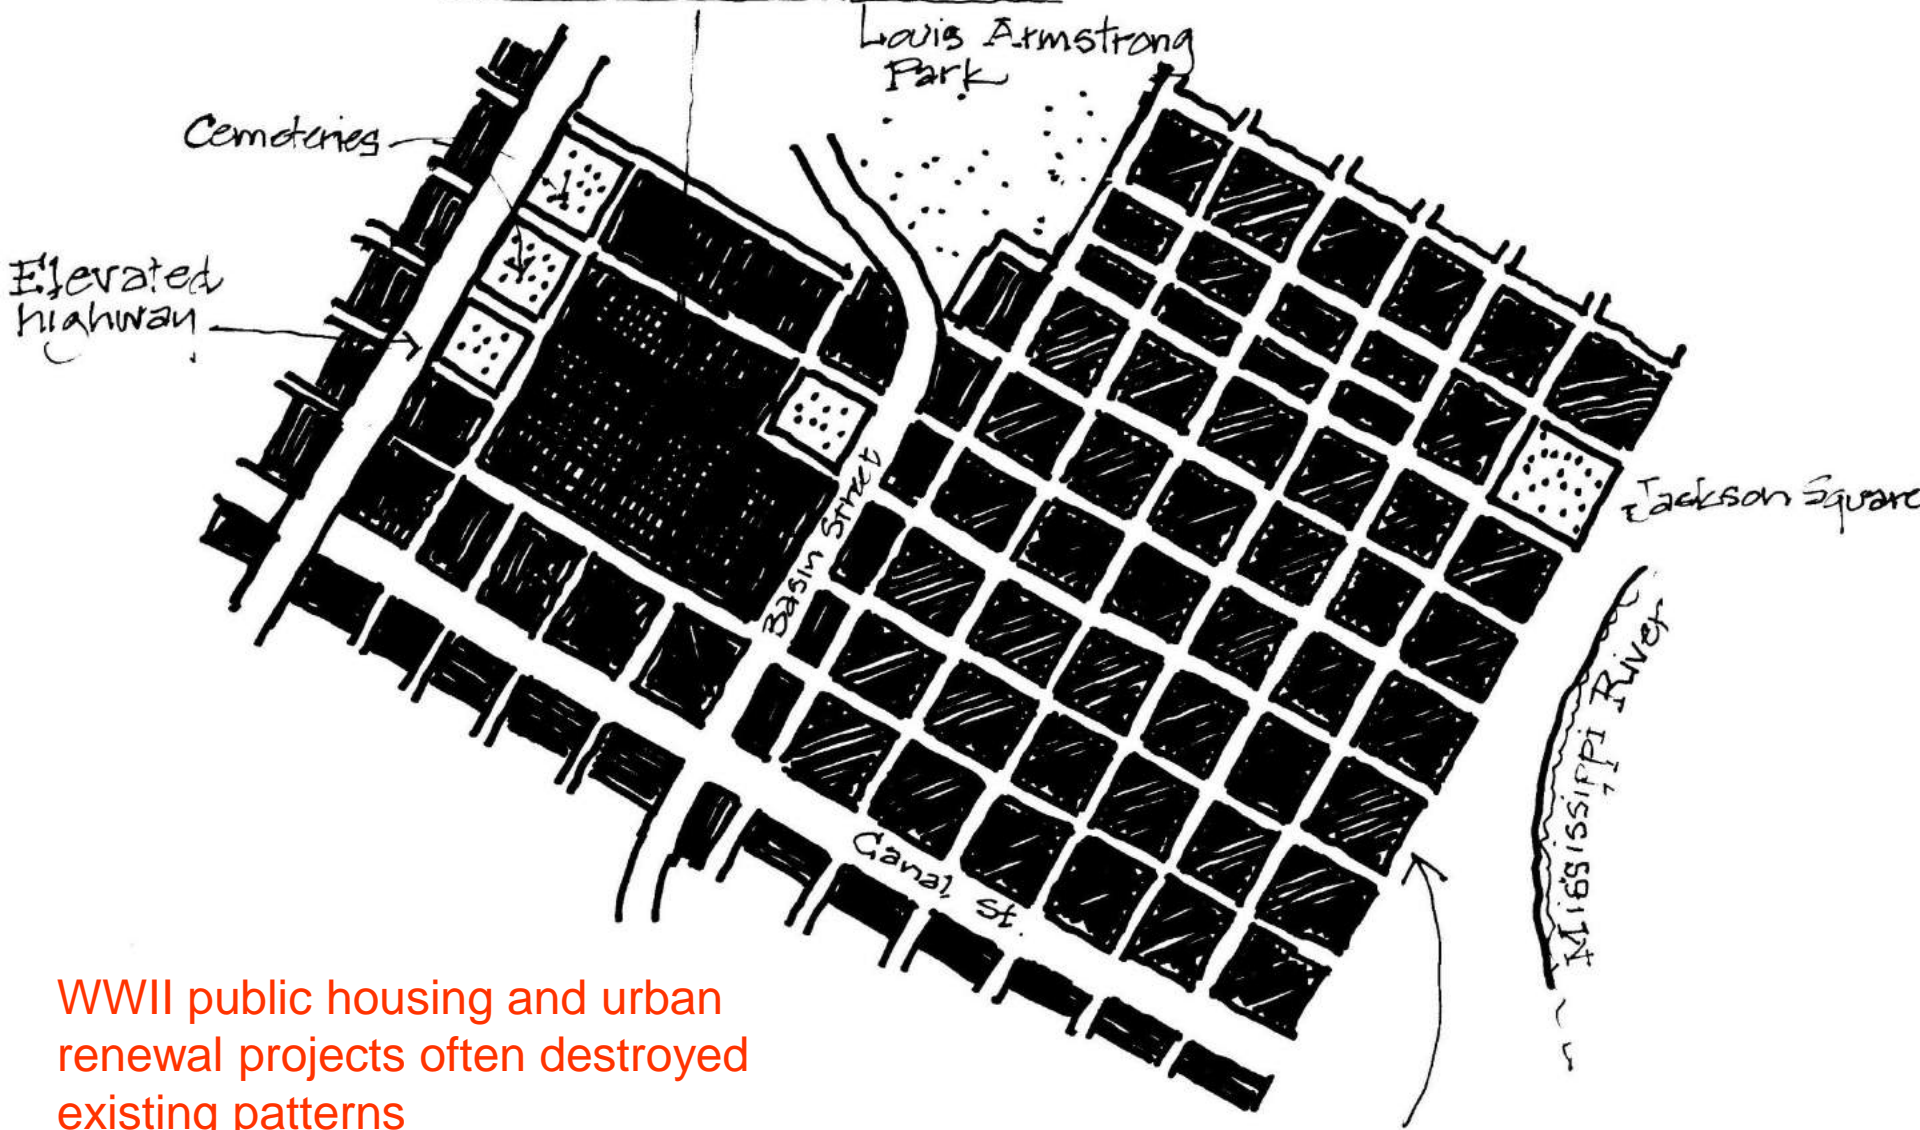 Louis Armstrong
Park
Cemeteries
Elevated
highway
Jackson Square
Basin Street
Mississippi River
Canal St.
WWII public housing and urban
renewal projects often destroyed
existing patterns